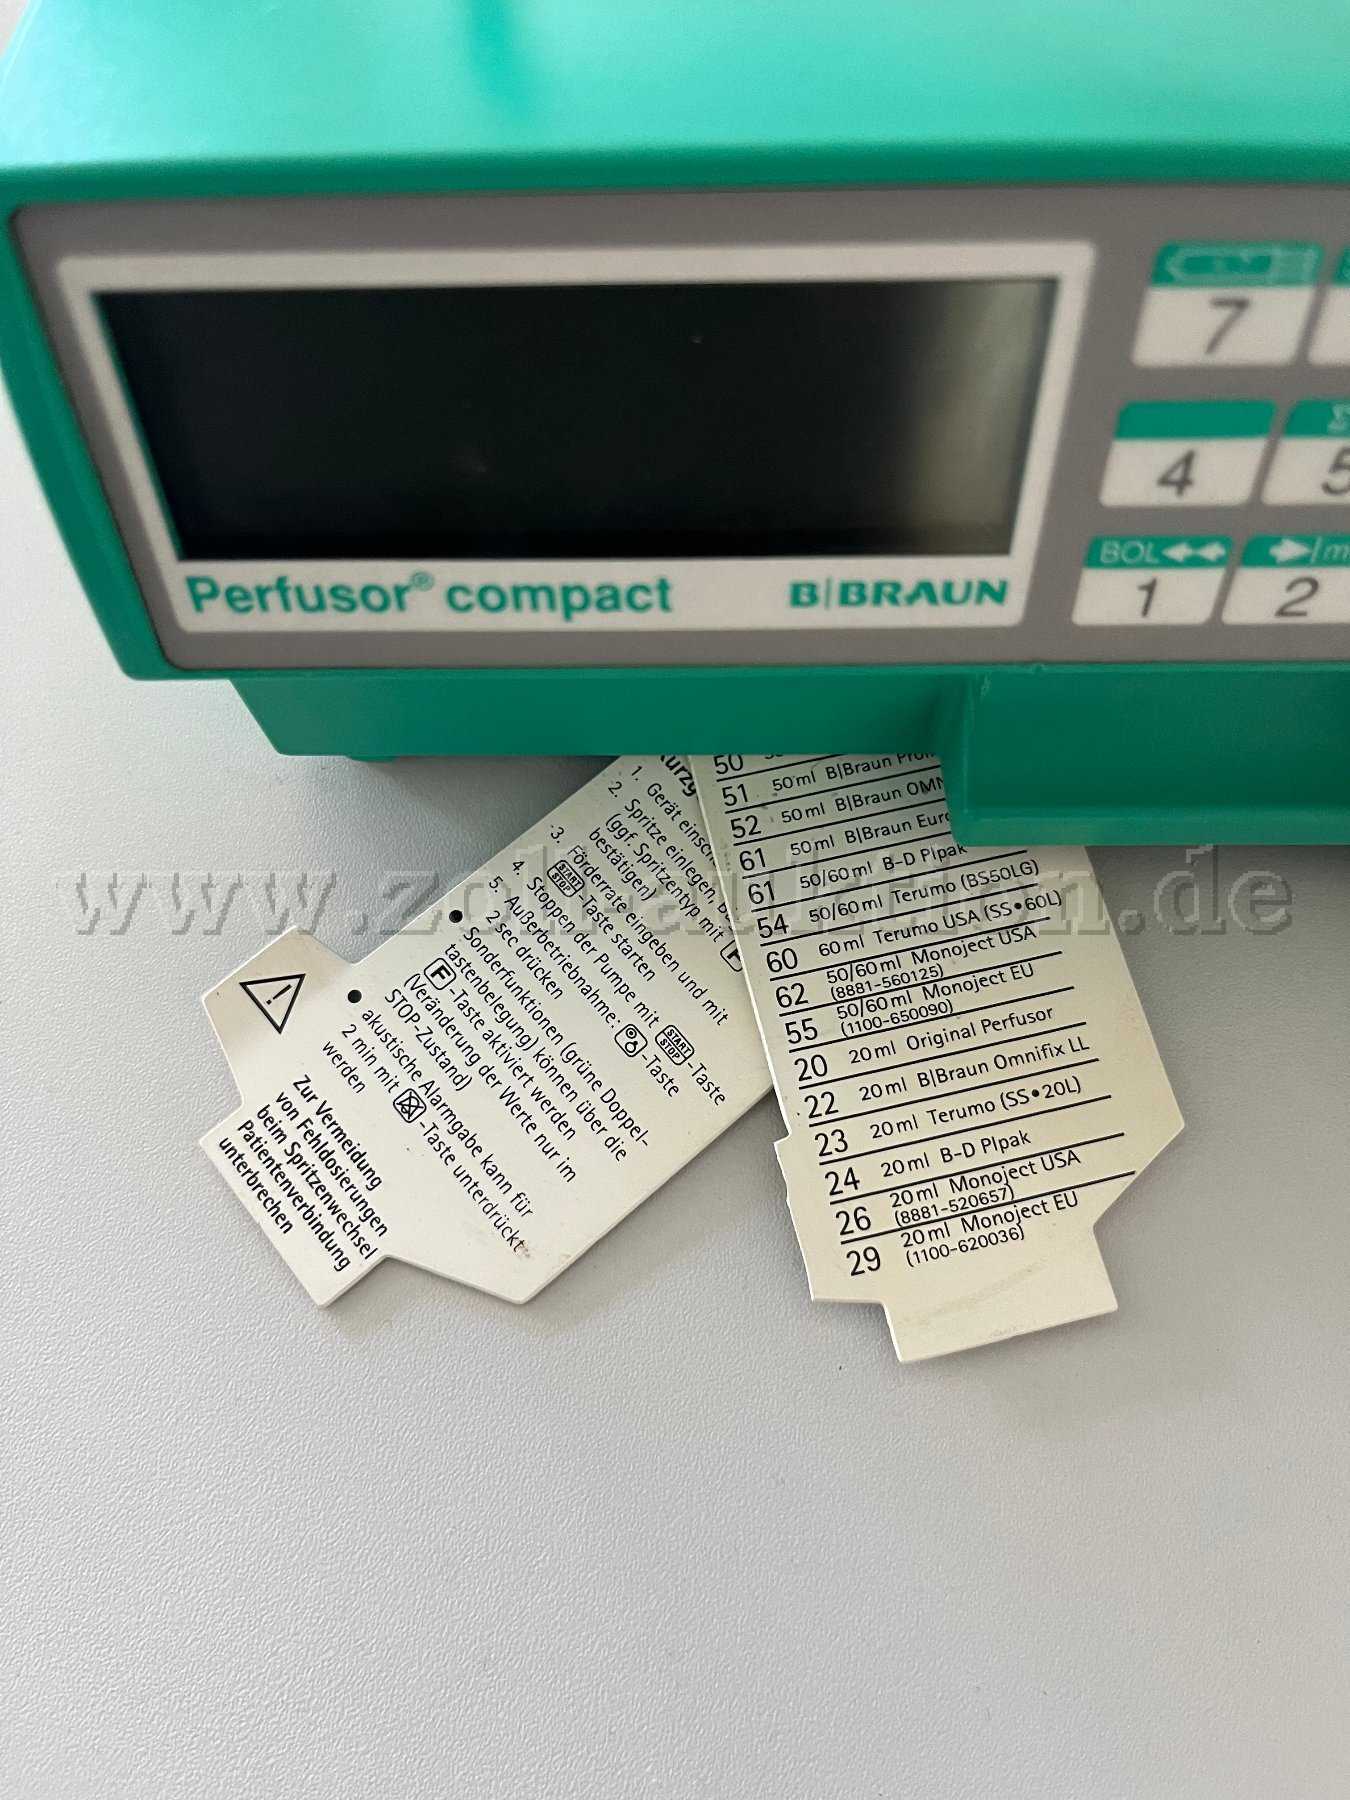 7
4
5
BOL
1
2
Perfusor® compact
B|BRAUN
1. Gerät
2. Spritze einlegen,
(ggf. Spritzentyp mit F
bestätigen)
3. Förderrate eingeben und mit
START STOP -Taste starten
4. Stoppen der Pumpe mit START STOP -Taste
5. Außerbetriebnahme: -Taste
2 sec drücken
• Sonderfunktionen (grüne Doppel-
tastenbelegung) können über die
F -Taste aktiviert werden
(Veränderung der Werte nur im
STOP-Zustand)
• akustische Alarmgabe kann für
2 min mit -Taste unterdrückt
werden
Zur Vermeidung
von Fehldosierungen
beim Spritzenwechsel
Patientenverbindung
unterbrechen
50
51 50 ml B|Braun
52 50 ml B|Braun
61 50 ml B|Braun
61 50/60 ml B-D Plpak
54 50/60 ml Terumo (BS50LG)
60 60 ml Terumo USA (SS•60L)
62 50/60 ml Monoject USA
(8881-560125)
55 50/60 ml Monoject EU
(1100-650090)
20 20 ml Original Perfusor
22 20 ml B|Braun Omnifix LL
23 20 ml Terumo (SS•20L)
24 20 ml B-D Plpak
26 20 ml Monoject USA
(8881-520657)
29 20 ml Monoject EU
(1100-620036)
www.zoll-auktion.de